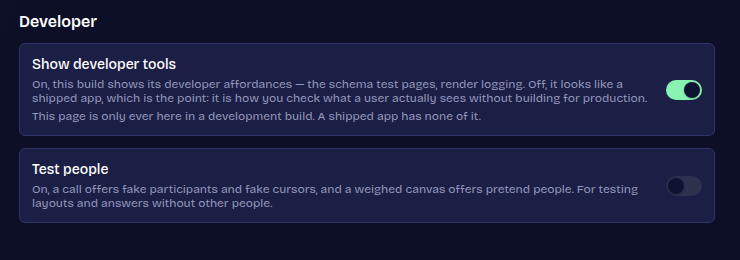 Developer
Show developer tools
On, this build shows its developer affordances — the schema test pages, render logging. Off, it looks like a
shipped app, which is the point: it is how you check what a user actually sees without building for production.
This page is only ever here in a development build. A shipped app has none of it.
Test people
On, a call offers fake participants and fake cursors, and a weighed canvas offers pretend people. For testing
layouts and answers without other people.